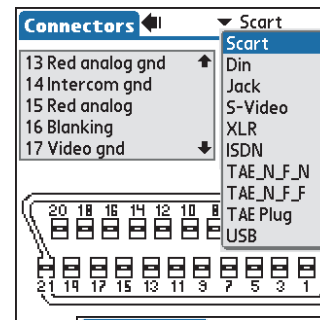 Connectors
Scart
13 Red analog gnd
14 Intercom gnd
15 Red analog
16 Blanking
17 Video gnd
Scart
Din
Jack
S-Video
XLR
ISDN
TAE_N_F_N
TAE_N_F_F
TAE Plug
USB
20 18 16 14 12 10 8
21 19 17 15 13 11 9 7 5 3 1